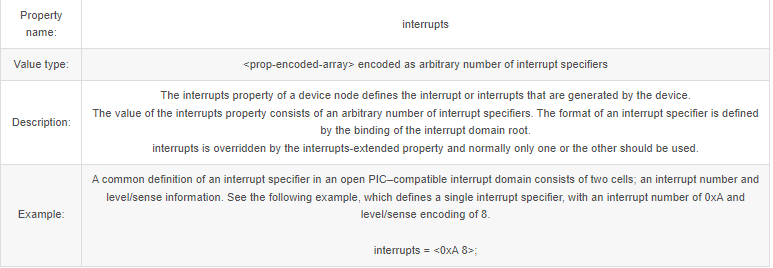 Property
name:
interrupts
Value type:
<prop-encoded-array> encoded as arbitrary number of interrupt specifiers
Description:
The interrupts property of a device node defines the interrupt or interrupts that are generated by the device.
The value of the interrupts property consists of an arbitrary number of interrupt specifiers. The format of an interrupt specifier is defined
by the binding of the interrupt domain root.
interrupts is overridden by the interrupts-extended property and normally only one or the other should be used.
Example:
A common definition of an interrupt specifier in an open PIC–compatible interrupt domain consists of two cells; an interrupt number and
level/sense information. See the following example, which defines a single interrupt specifier, with an interrupt number of 0xA and
level/sense encoding of 8.
interrupts = <0xA 8>;